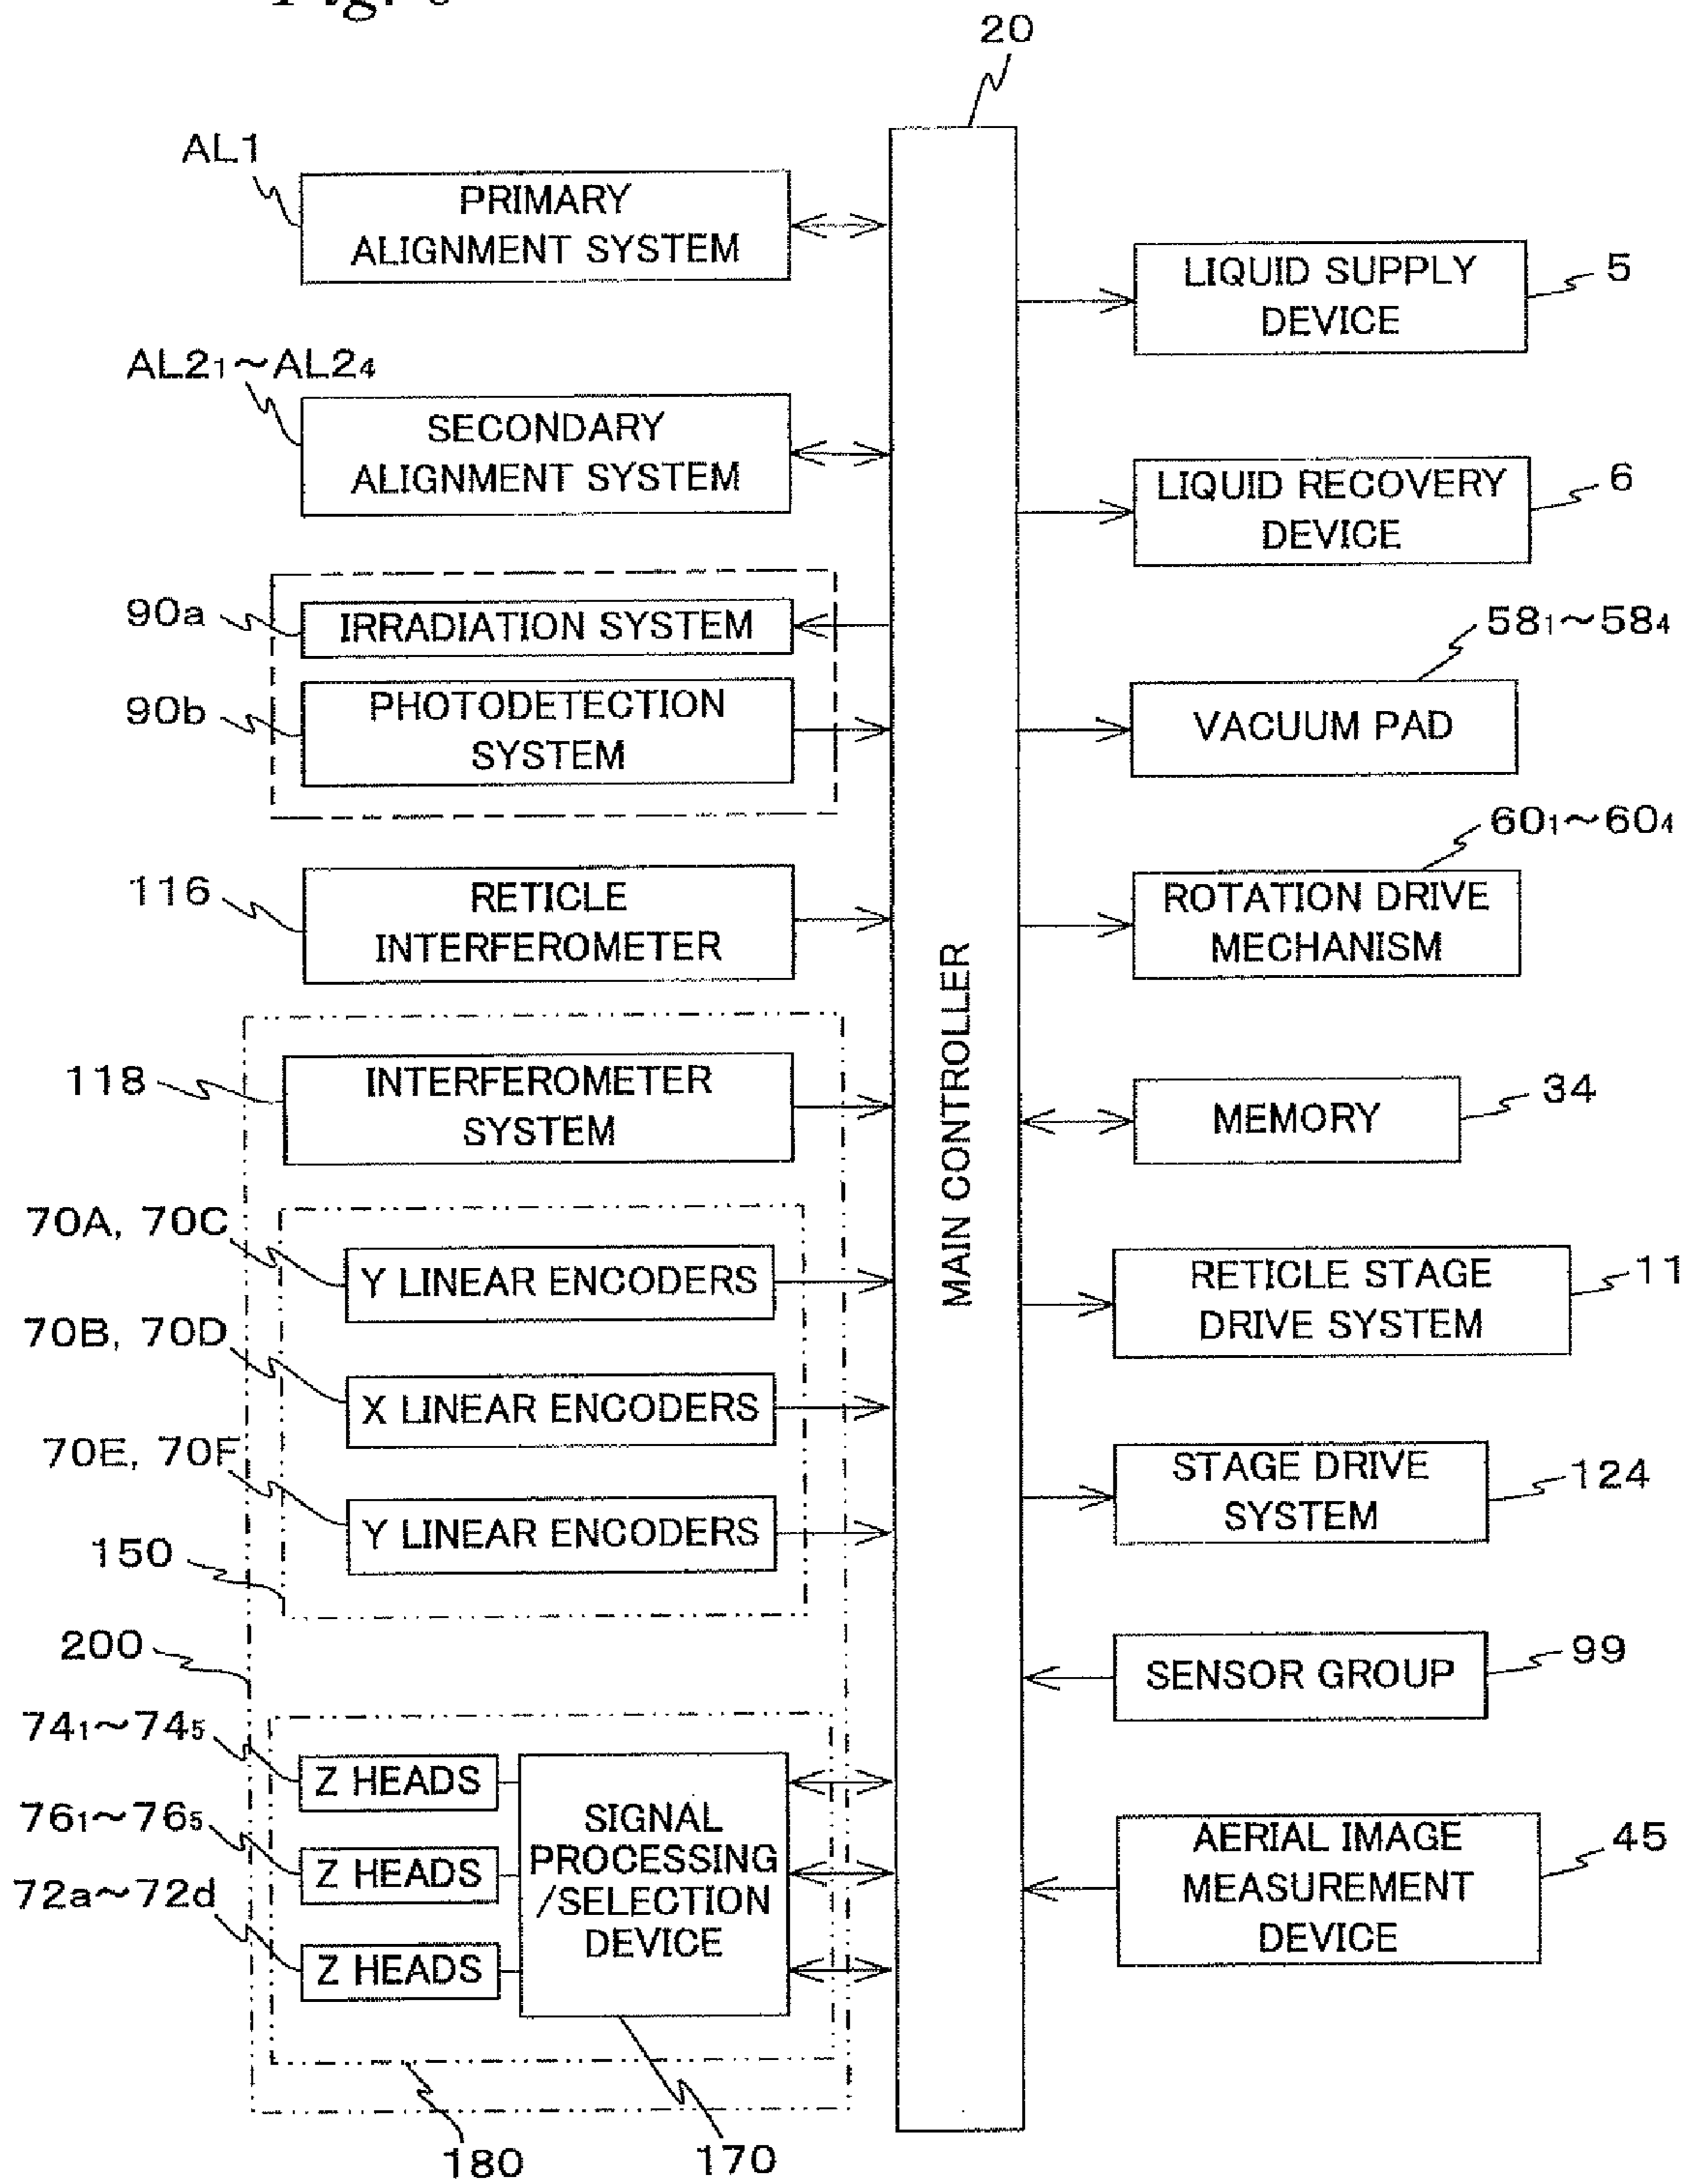 Fig.
20
AL1
PRIMARY
ALIGNMENT SYSTEM
AL2₁~AL2₄
SECONDARY
ALIGNMENT SYSTEM
90a
IRRADIATION SYSTEM
90b
PHOTODETECTION
SYSTEM
116
RETICLE
INTERFEROMETER
118
INTERFEROMETER
SYSTEM
70A, 70C
Y LINEAR ENCODERS
70B, 70D
X LINEAR ENCODERS
70E, 70F
Y LINEAR ENCODERS
150
200
74₁~74₅
Z HEADS
76₁~76₅
Z HEADS
72a~72d
Z HEADS
SIGNAL
PROCESSING
/SELECTION
DEVICE
180
170
MAIN CONTROLLER
LIQUID SUPPLY
DEVICE
5
LIQUID RECOVERY
DEVICE
6
58₁~58₄
VACUUM PAD
60₁~60₄
ROTATION DRIVE
MECHANISM
MEMORY
34
RETICLE STAGE
DRIVE SYSTEM
11
STAGE DRIVE
SYSTEM
124
SENSOR GROUP
99
AERIAL IMAGE
MEASUREMENT
DEVICE
45